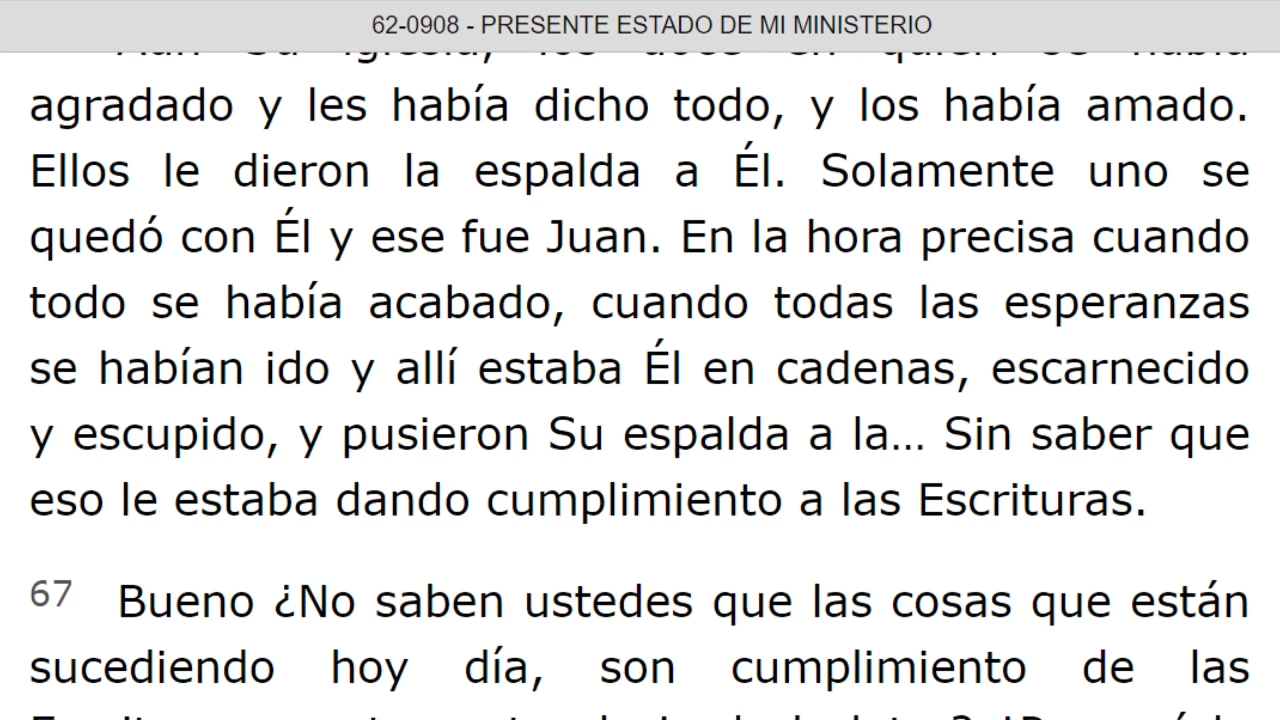 62-0908 - PRESENTE ESTADO DE MI MINISTERIO
agradado y les había dicho todo, y los había amado.
Ellos le dieron la espalda a Él. Solamente uno se
quedó con Él y ese fue Juan. En la hora precisa cuando
todo se había acabado, cuando todas las esperanzas
se habían ido y allí estaba Él en cadenas, escarnecido
y escupido, y pusieron Su espalda a la... Sin saber que
eso le estaba dando cumplimiento a las Escrituras.
67 Bueno ¿No saben ustedes que las cosas que están
sucediendo hoy día, son cumplimiento de las